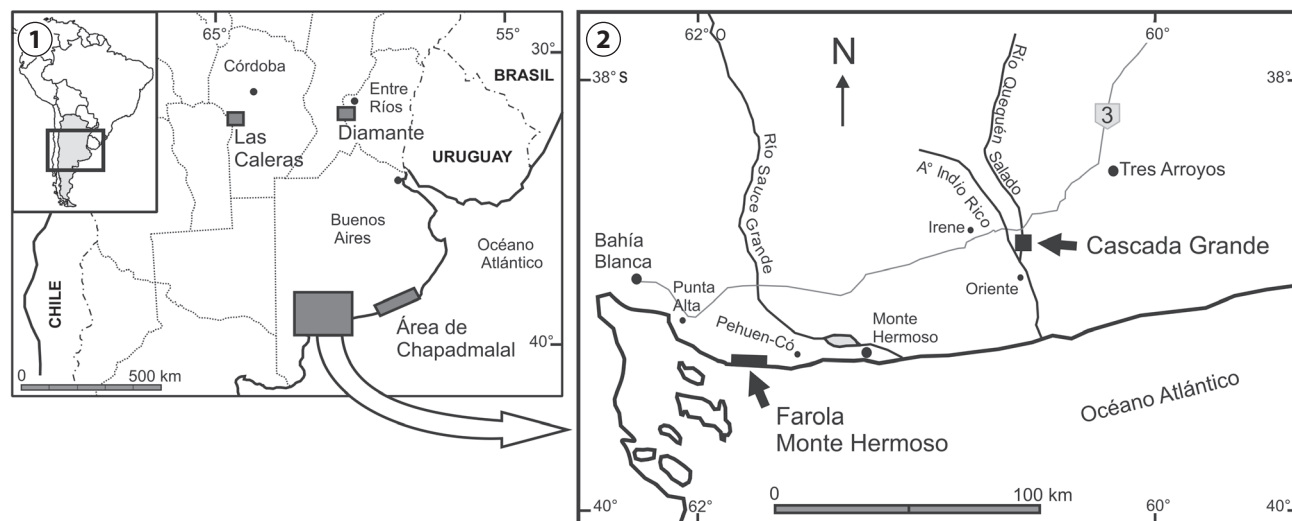 1
65°
55°
30°
BRASIL
Córdoba
Entre
Ríos
Las
Caleras
Diamante
URUGUAY
Buenos
Aires
Océano
Atlántico
CHILE
Área de
Chapadmalal
40°
0
500 km
2
62° O
60°
38° S
38°
N
3
Río Sauce Grande
Río Quequén Salado
A° Indio Rico
Tres Arroyos
Irene
Cascada Grande
Bahía
Blanca
Punta
Alta
Oriente
Pehuen-Có
Monte
Hermoso
Farola
Monte Hermoso
Océano Atlántico
0
100 km
40°
62°
60°
40°